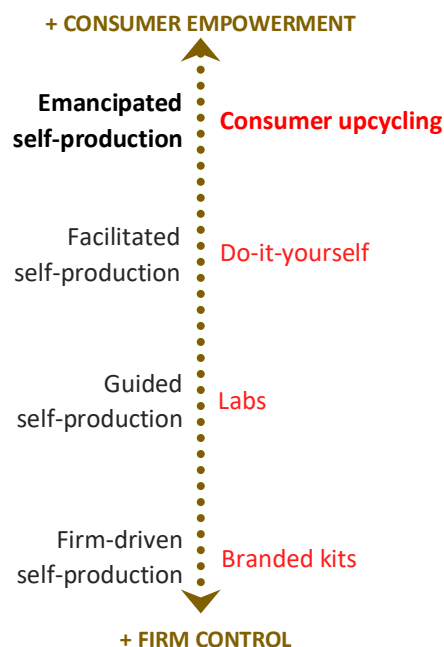 + CONSUMER EMPOWERMENT
Emancipated
self-production
Consumer upcycling
Facilitated
self-production
Do-it-yourself
Guided
self-production
Labs
Firm-driven
self-production
Branded kits
+ FIRM CONTROL